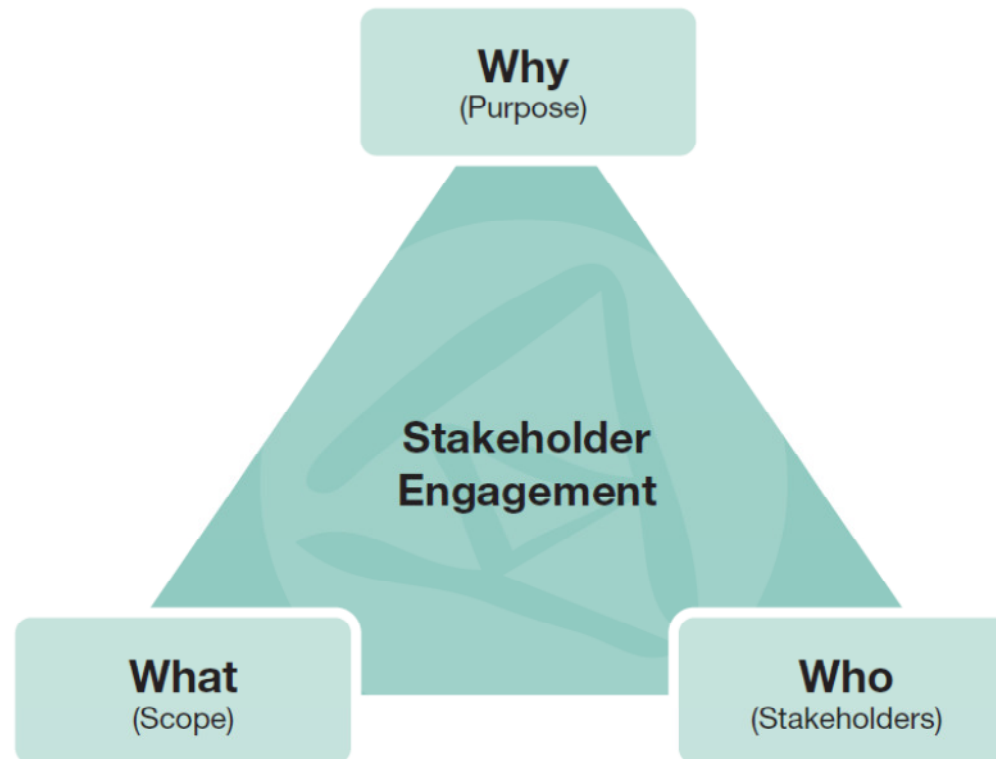 Why
(Purpose)
Stakeholder
Engagement
What
(Scope)
Who
(Stakeholders)